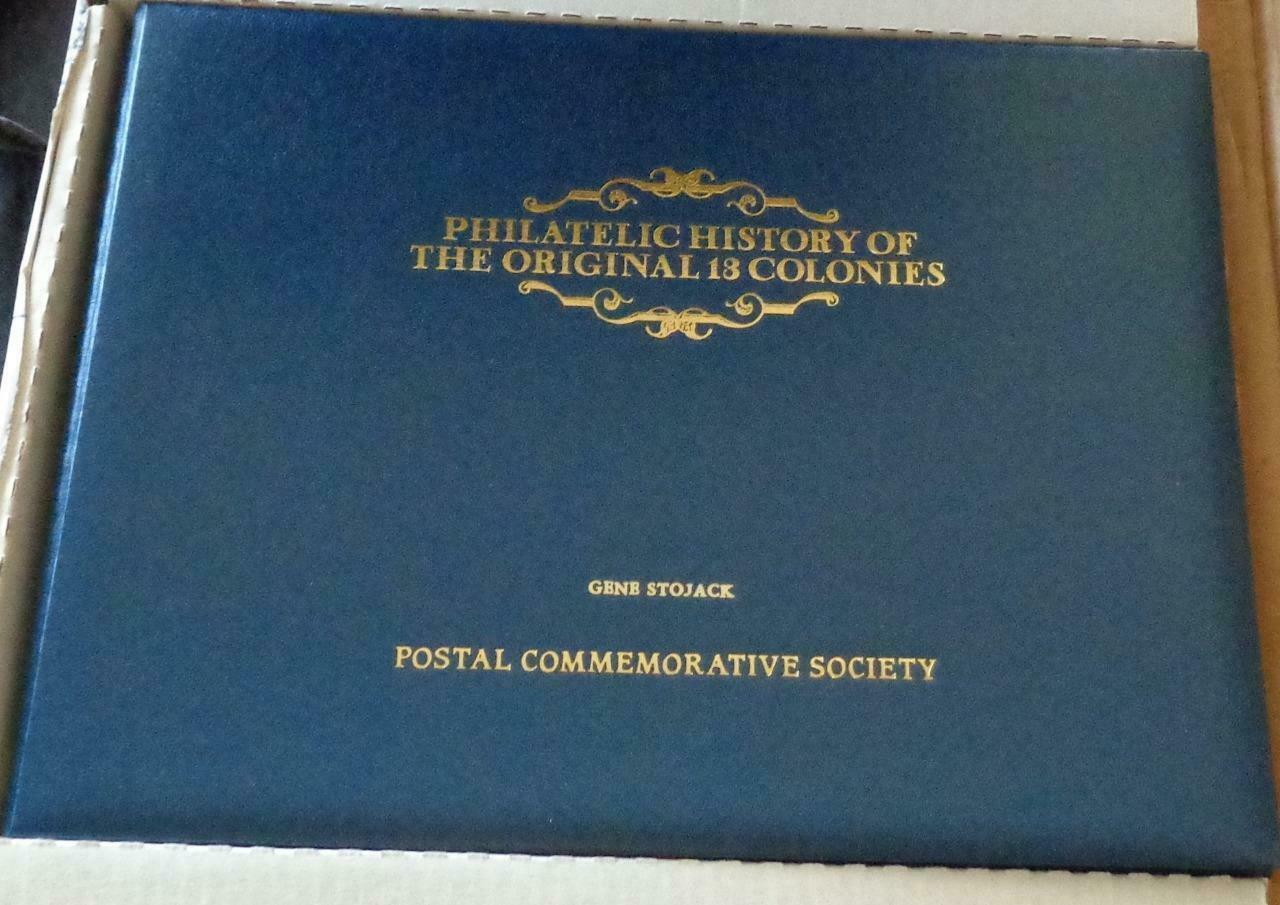 PHILATELIC HISTORY OF
THE ORIGINAL 13 COLONIES
GENE STOJACK
POSTAL COMMEMORATIVE SOCIETY